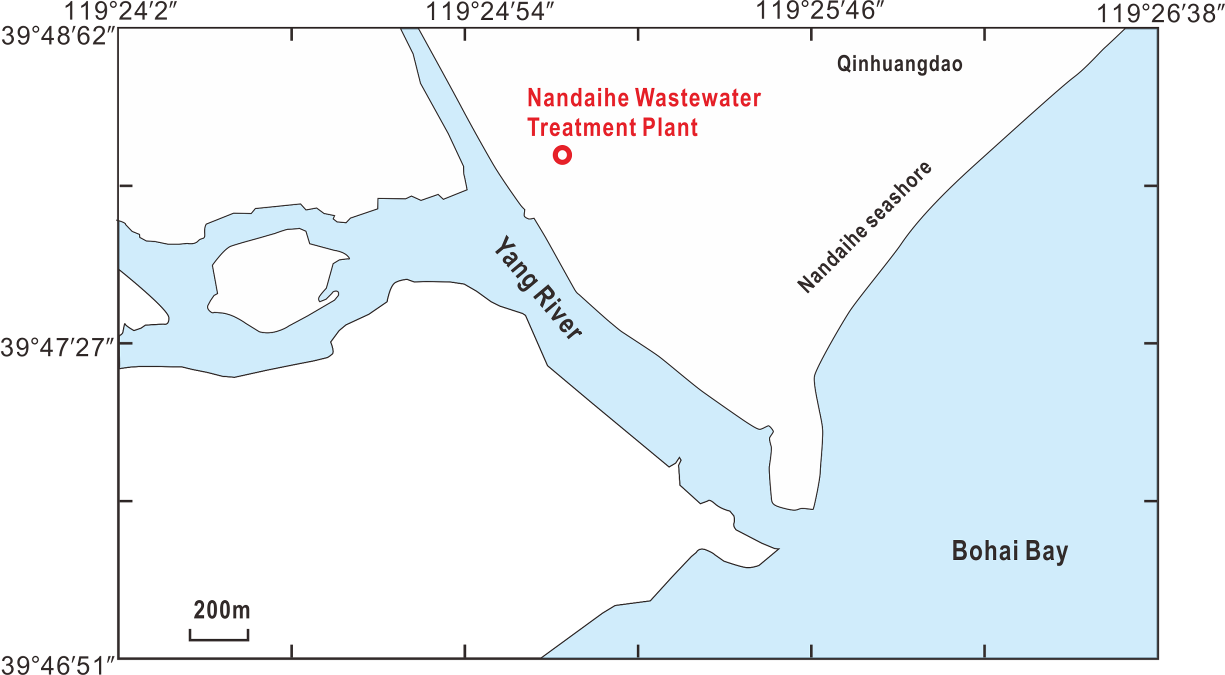 119°24′2″
119°24′54″
119°25′46″
119°26′38″
39°48′62″
Qinhuangdao
Nandaihe Wastewater
Treatment Plant
Nandaihe seashore
Yang River
39°47′27″
Bohai Bay
200m
39°46′51″